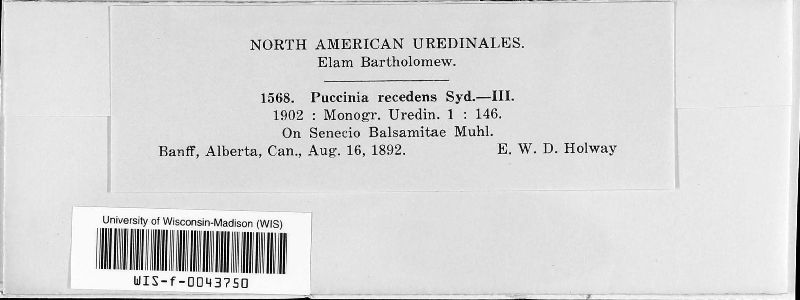 NORTH AMERICAN UREDINALES.
Elam Bartholomew.
1568. Puccinia recedens Syd.—III.
1902 : Monogr. Uredin. 1 : 146.
On Senecio Balsamitae Muhl.
Banff, Alberta, Can., Aug. 16, 1892. E. W. D. Holway
University of Wisconsin-Madison (WIS)
WIS-f-0043750